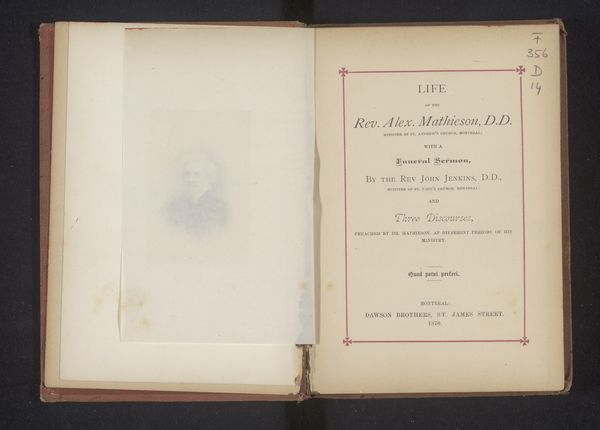 F
356
D
14
LIFE
OF THE
Rev. Alex. Mathieson, D.D.
MINISTER OF ST. ANDREW'S CHURCH, MONTREAL;
WITH A
Funeral Sermon,
BY THE REV JOHN JENKINS, D.D.,
MINISTER OF ST. PAUL'S CHURCH, MONTREAL;
AND
Three Discourses,
PREACHED BY DR. MATHIESON, AT DIFFERENT PERIODS OF HIS
MINISTRY.
Quod potui perfeci.
MONTREAL:
DAWSON BROTHERS, ST. JAMES STREET.
1870.